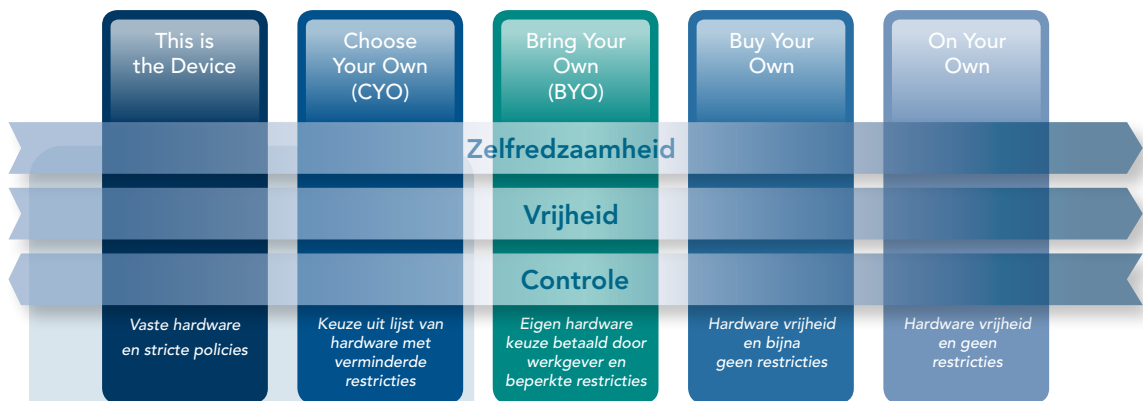 This is
the Device
Choose
Your Own
(CYO)
Bring Your
Own
(BYO)
Buy Your
Own
On Your
Own
Zelfredzaamheid
Vrijheid
Controle
Vaste hardware
en stricte policies
Keuze uit lijst van
hardware met
verminderde
restricties
Eigen hardware
keuze betaald door
werkgever en
beperkte restricties
Hardware vrijheid
en bijna
geen restricties
Hardware vrijheid
en geen
restricties